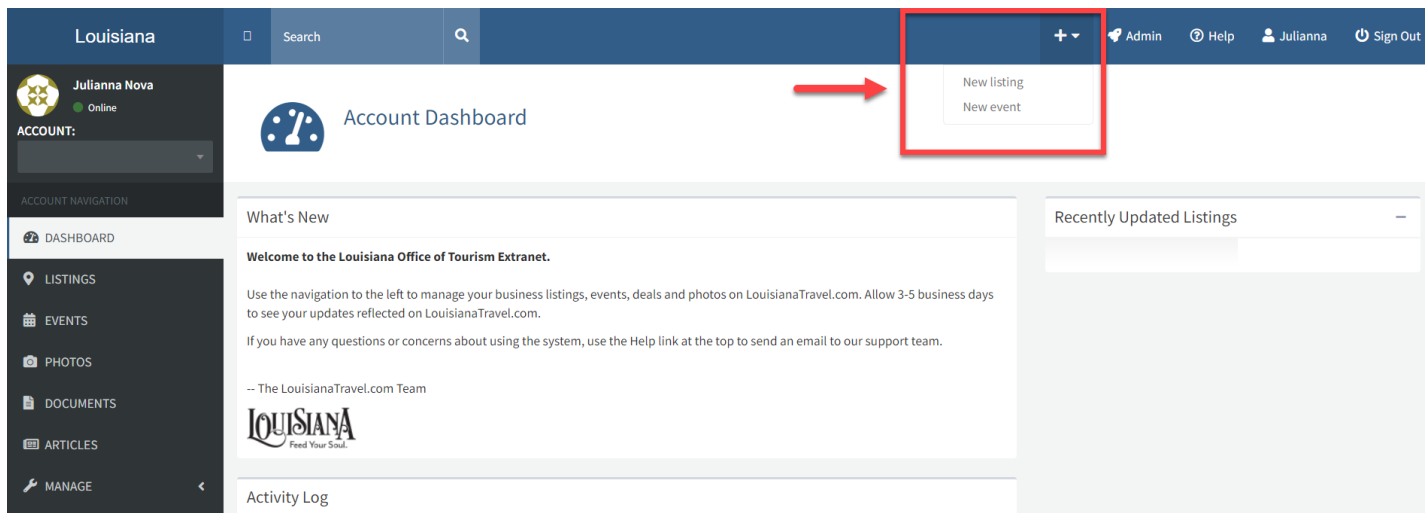 Louisiana
Search
Admin
Help
Julianna
Sign Out
Julianna Nova
Online
ACCOUNT:
New listing
New event
Account Dashboard
ACCOUNT NAVIGATION
DASHBOARD
LISTINGS
EVENTS
PHOTOS
DOCUMENTS
ARTICLES
MANAGE
What's New
Welcome to the Louisiana Office of Tourism Extranet.
Use the navigation to the left to manage your business listings, events, deals and photos on LouisianaTravel.com. Allow 3-5 business days
to see your updates reflected on LouisianaTravel.com.
If you have any questions or concerns about using the system, use the Help link at the top to send an email to our support team.
-- The LouisianaTravel.com Team
LOUISIANA
Feed Your Soul.
Activity Log
Recently Updated Listings